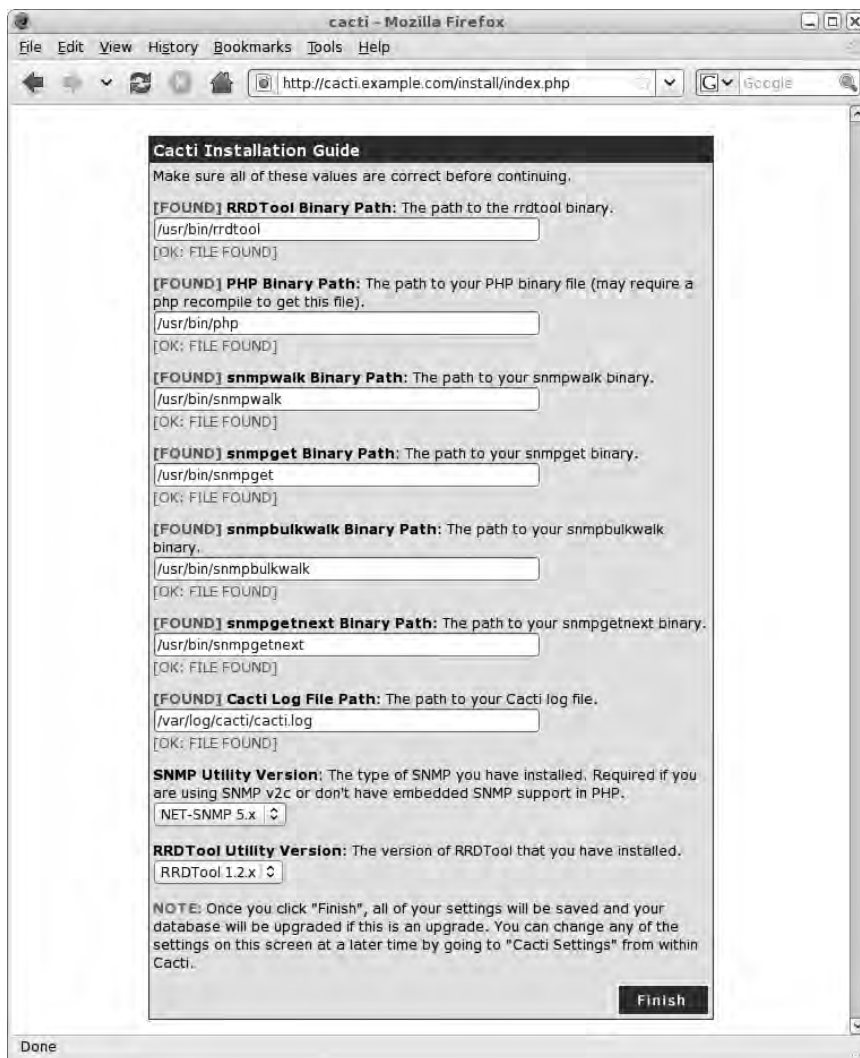 cacti - Mozilla Firefox
File Edit View History Bookmarks Tools Help
http://cacti.example.com/install/index.php
G Google
Cacti Installation Guide
Make sure all of these values are correct before continuing.
[FOUND] RRDTool Binary Path: The path to the rrdtool binary.
/usr/bin/rrdtool
[OK: FILE FOUND]
[FOUND] PHP Binary Path: The path to your PHP binary file (may require a
php recompile to get this file).
/usr/bin/php
[OK: FILE FOUND]
[FOUND] snmpwalk Binary Path: The path to your snmpwalk binary.
/usr/bin/snmpwalk
[OK: FILE FOUND]
[FOUND] snmpget Binary Path: The path to your snmpget binary.
/usr/bin/snmpget
[OK: FILE FOUND]
[FOUND] snmpbulkwalk Binary Path: The path to your snmpbulkwalk
binary.
/usr/bin/snmpbulkwalk
[OK: FILE FOUND]
[FOUND] snmpgetnext Binary Path: The path to your snmpgetnext binary.
/usr/bin/snmpgetnext
[OK: FILE FOUND]
[FOUND] Cacti Log File Path: The path to your Cacti log file.
/var/log/cacti/cacti.log
[OK: FILE FOUND]
SNMP Utility Version: The type of SNMP you have installed. Required if you
are using SNMP v2c or don't have embedded SNMP support in PHP.
NET-SNMP 5.x
RRDTool Utility Version: The version of RRDTool that you have installed.
RRDTool 1.2.x
NOTE: Once you click "Finish", all of your settings will be saved and your
database will be upgraded if this is an upgrade. You can change any of the
settings on this screen at a later time by going to "Cacti Settings" from within
Cacti.
Finish
Done